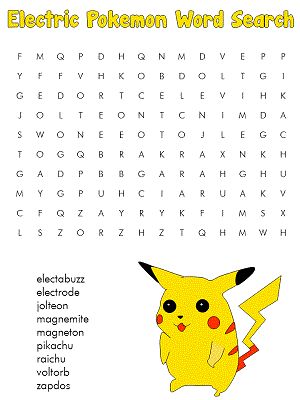 Electric Pokemon Word Search
F M Q P D H Q N M D V E P P
Y F F V H K O B D O L T G I
G E D O R T C E L E V I H K
J O L T E O N T C N I M D A
S W O N E E O T O J L E G C
T O G Q B R A K R A X N K H
G A D P B B G A R A H G H U
M Y G P U H C I A R U A K V
C F Q Z A Y R Y K F I M S X
L S Z O R Z H Z T Q H M W H
electabuzz
electrode
jolteon
magnemite
magneton
pikachu
raichu
voltorb
zapdos